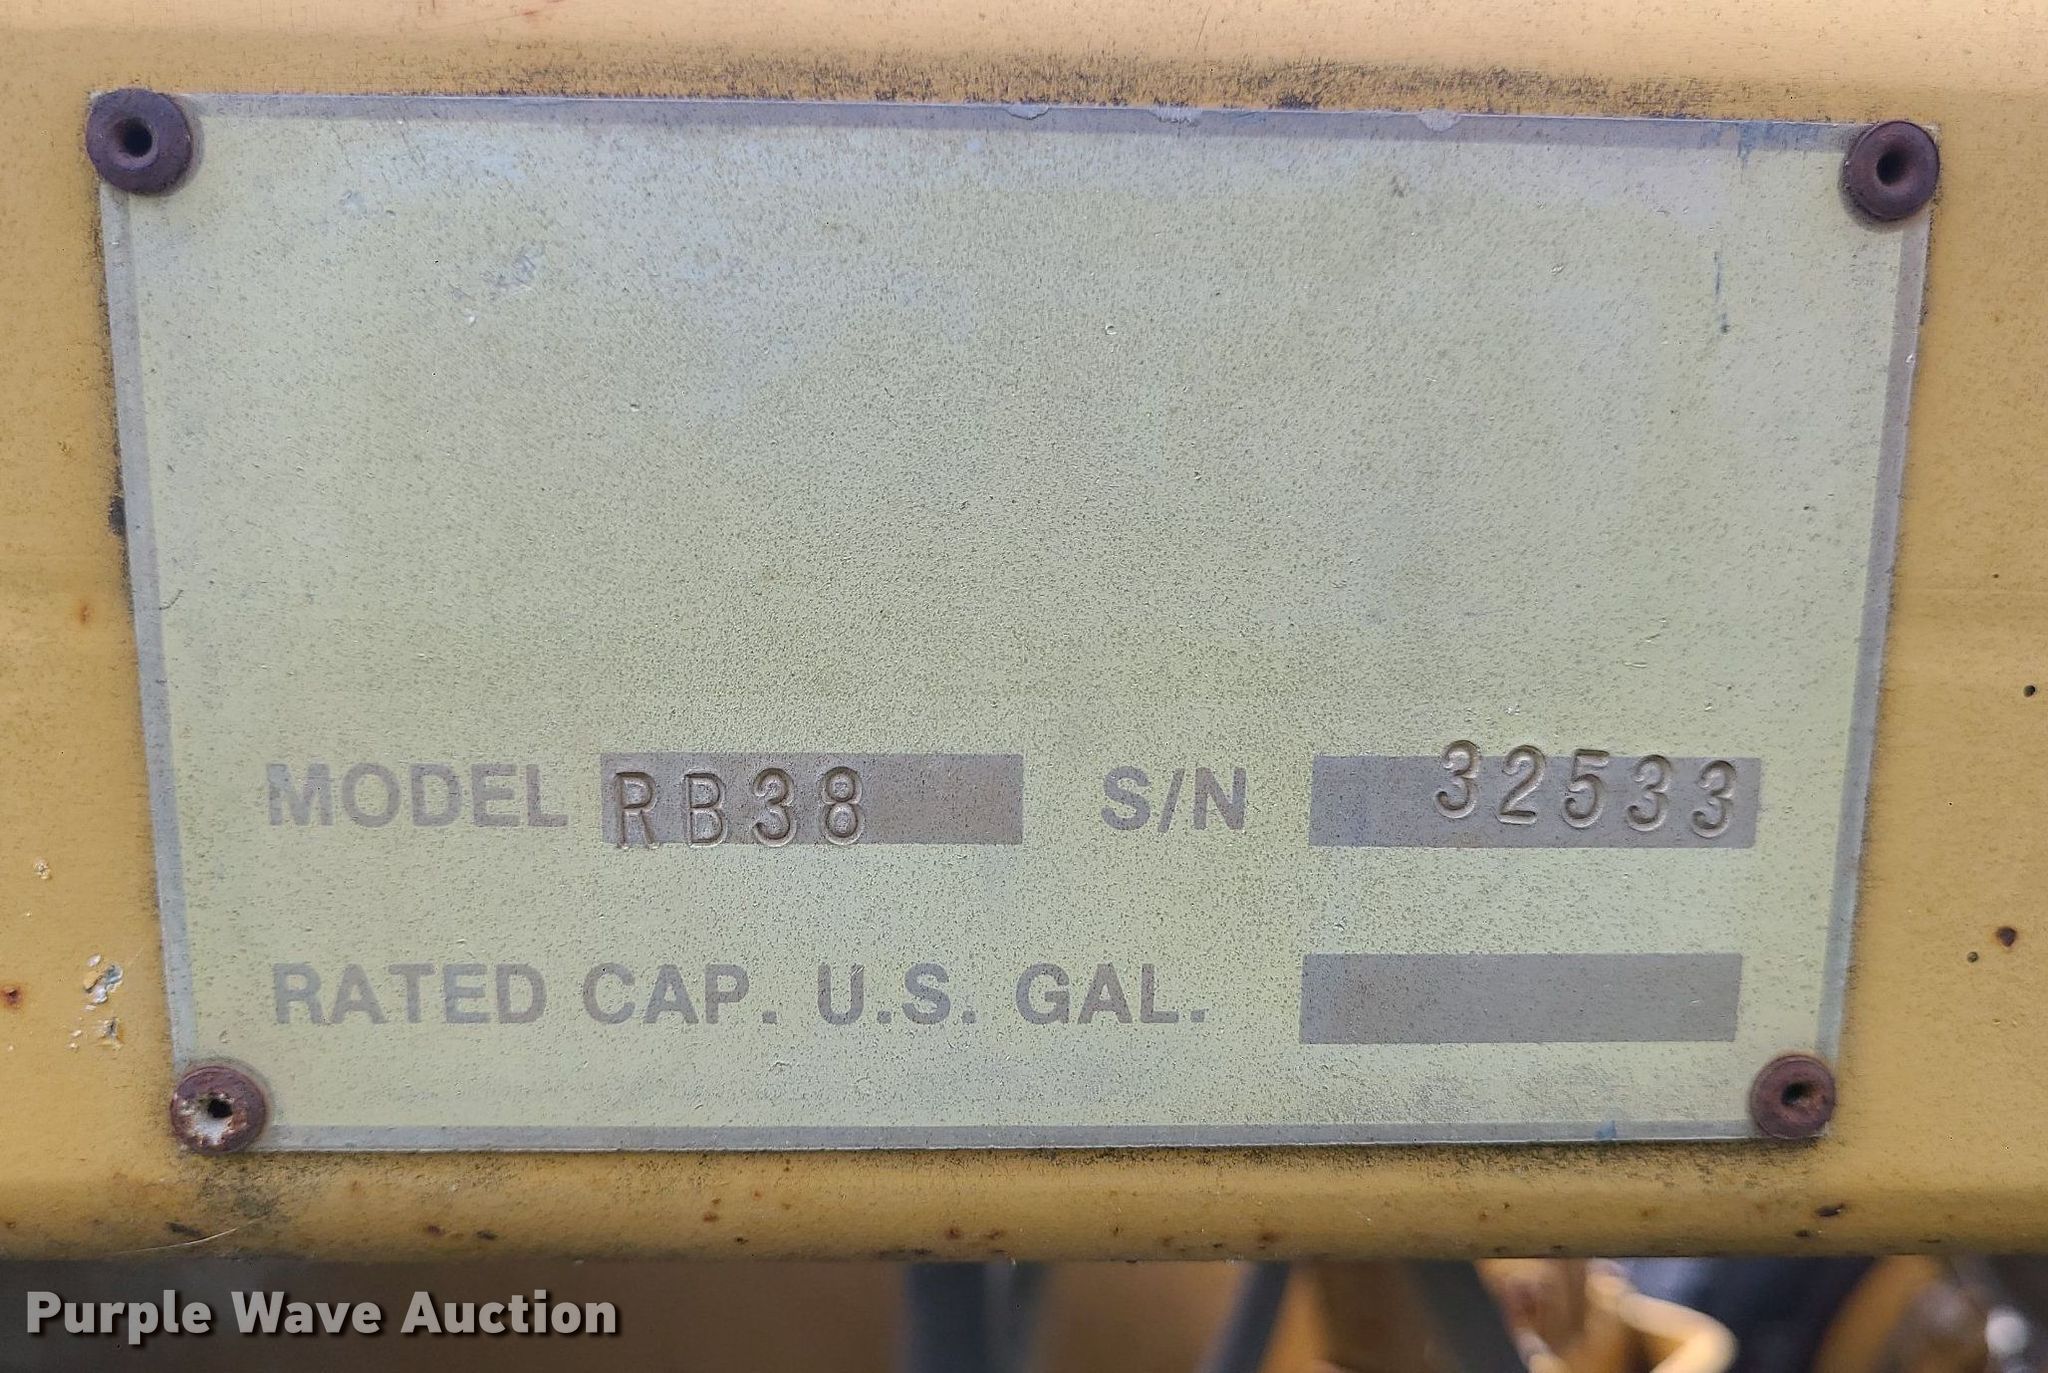 MODEL RB38 S/N 32533
RATED CAP. U.S. GAL.
Purple Wave Auction